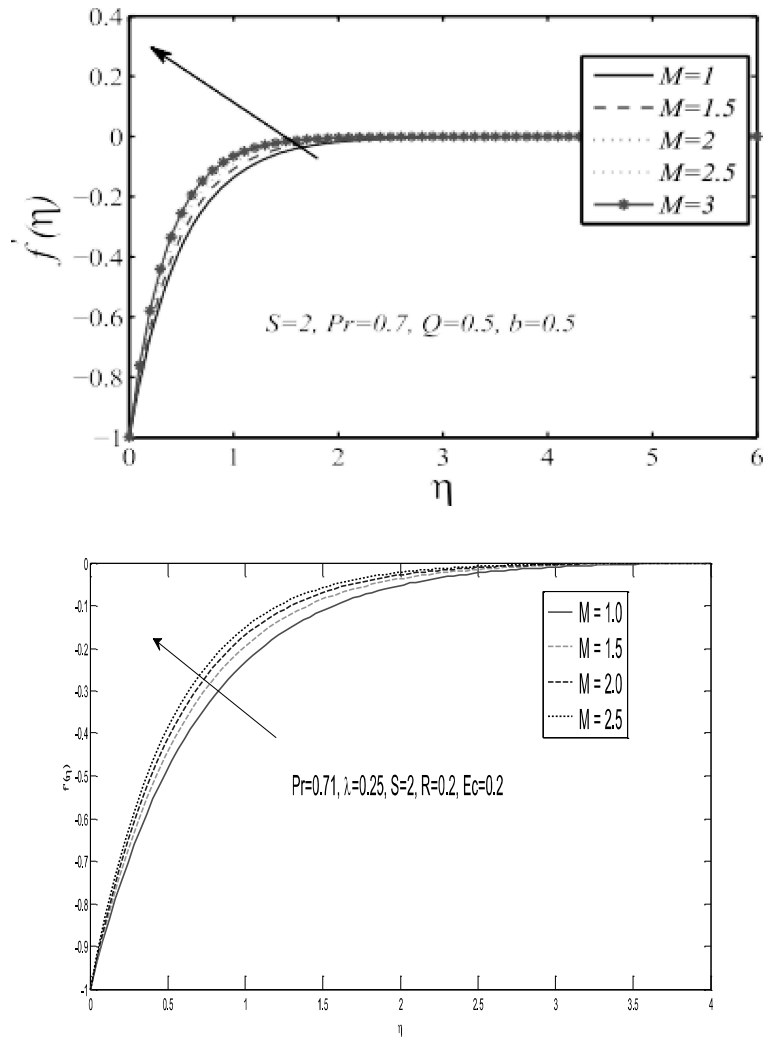 0.4
0.2
0
−0.2
−0.4
−0.6
−0.8
−1
f'(η)
M=1
M=1.5
M=2
M=2.5
M=3
S=2, Pr=0.7, Q=0.5, b=0.5
0 1 2 3 4 5 6
η
0
-0.1
-0.2
-0.3
-0.4
-0.5
-0.6
-0.7
-0.8
-0.9
-1
M = 1.0
M = 1.5
M = 2.0
M = 2.5
Pr=0.71, λ=0.25, S=2, R=0.2, Ec=0.2
0 0.5 1 1.5 2 2.5 3 3.5 4
η